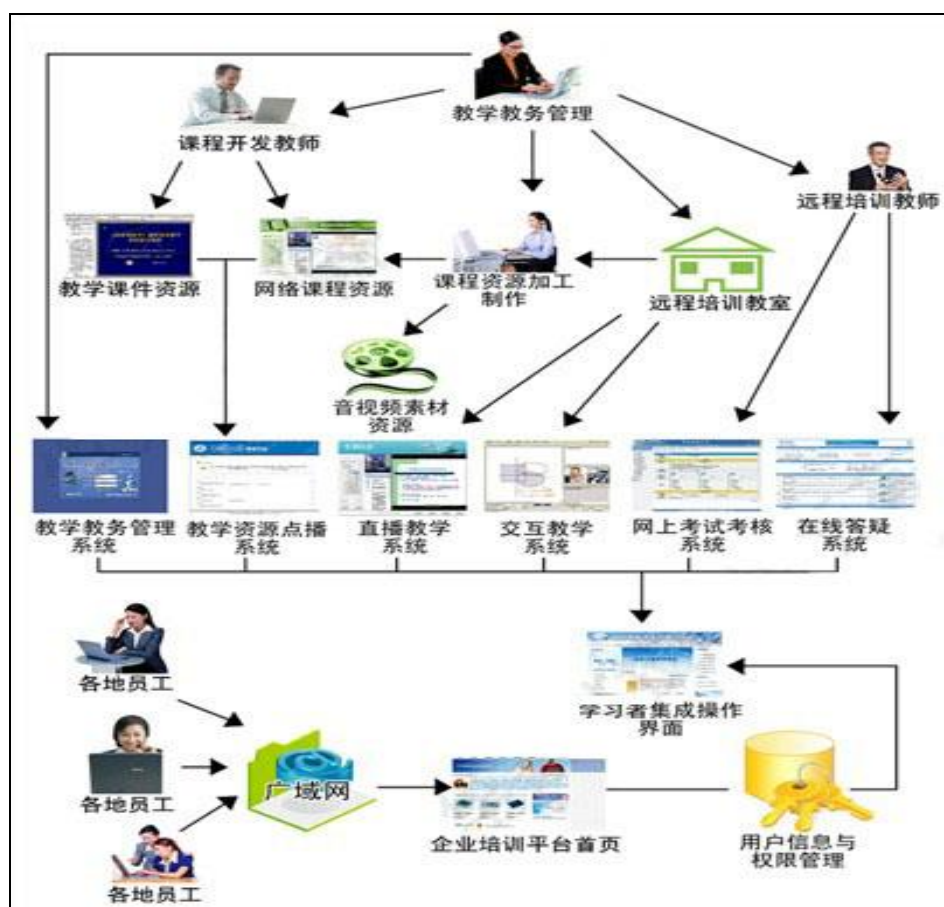 教学教务管理
课程开发教师
远程培训教师
教学课件资源
网络课程资源
课程资源加工
制作
远程培训教室
音视频素材
资源
教学教务管理
系统
教学资源点播
系统
直播教学
系统
交互教学
系统
网上考试考核
系统
在线答疑
系统
各地员工
学习者集成操作
界面
各地员工
广域网
企业培训平台首页
用户信息与
权限管理
各地员工